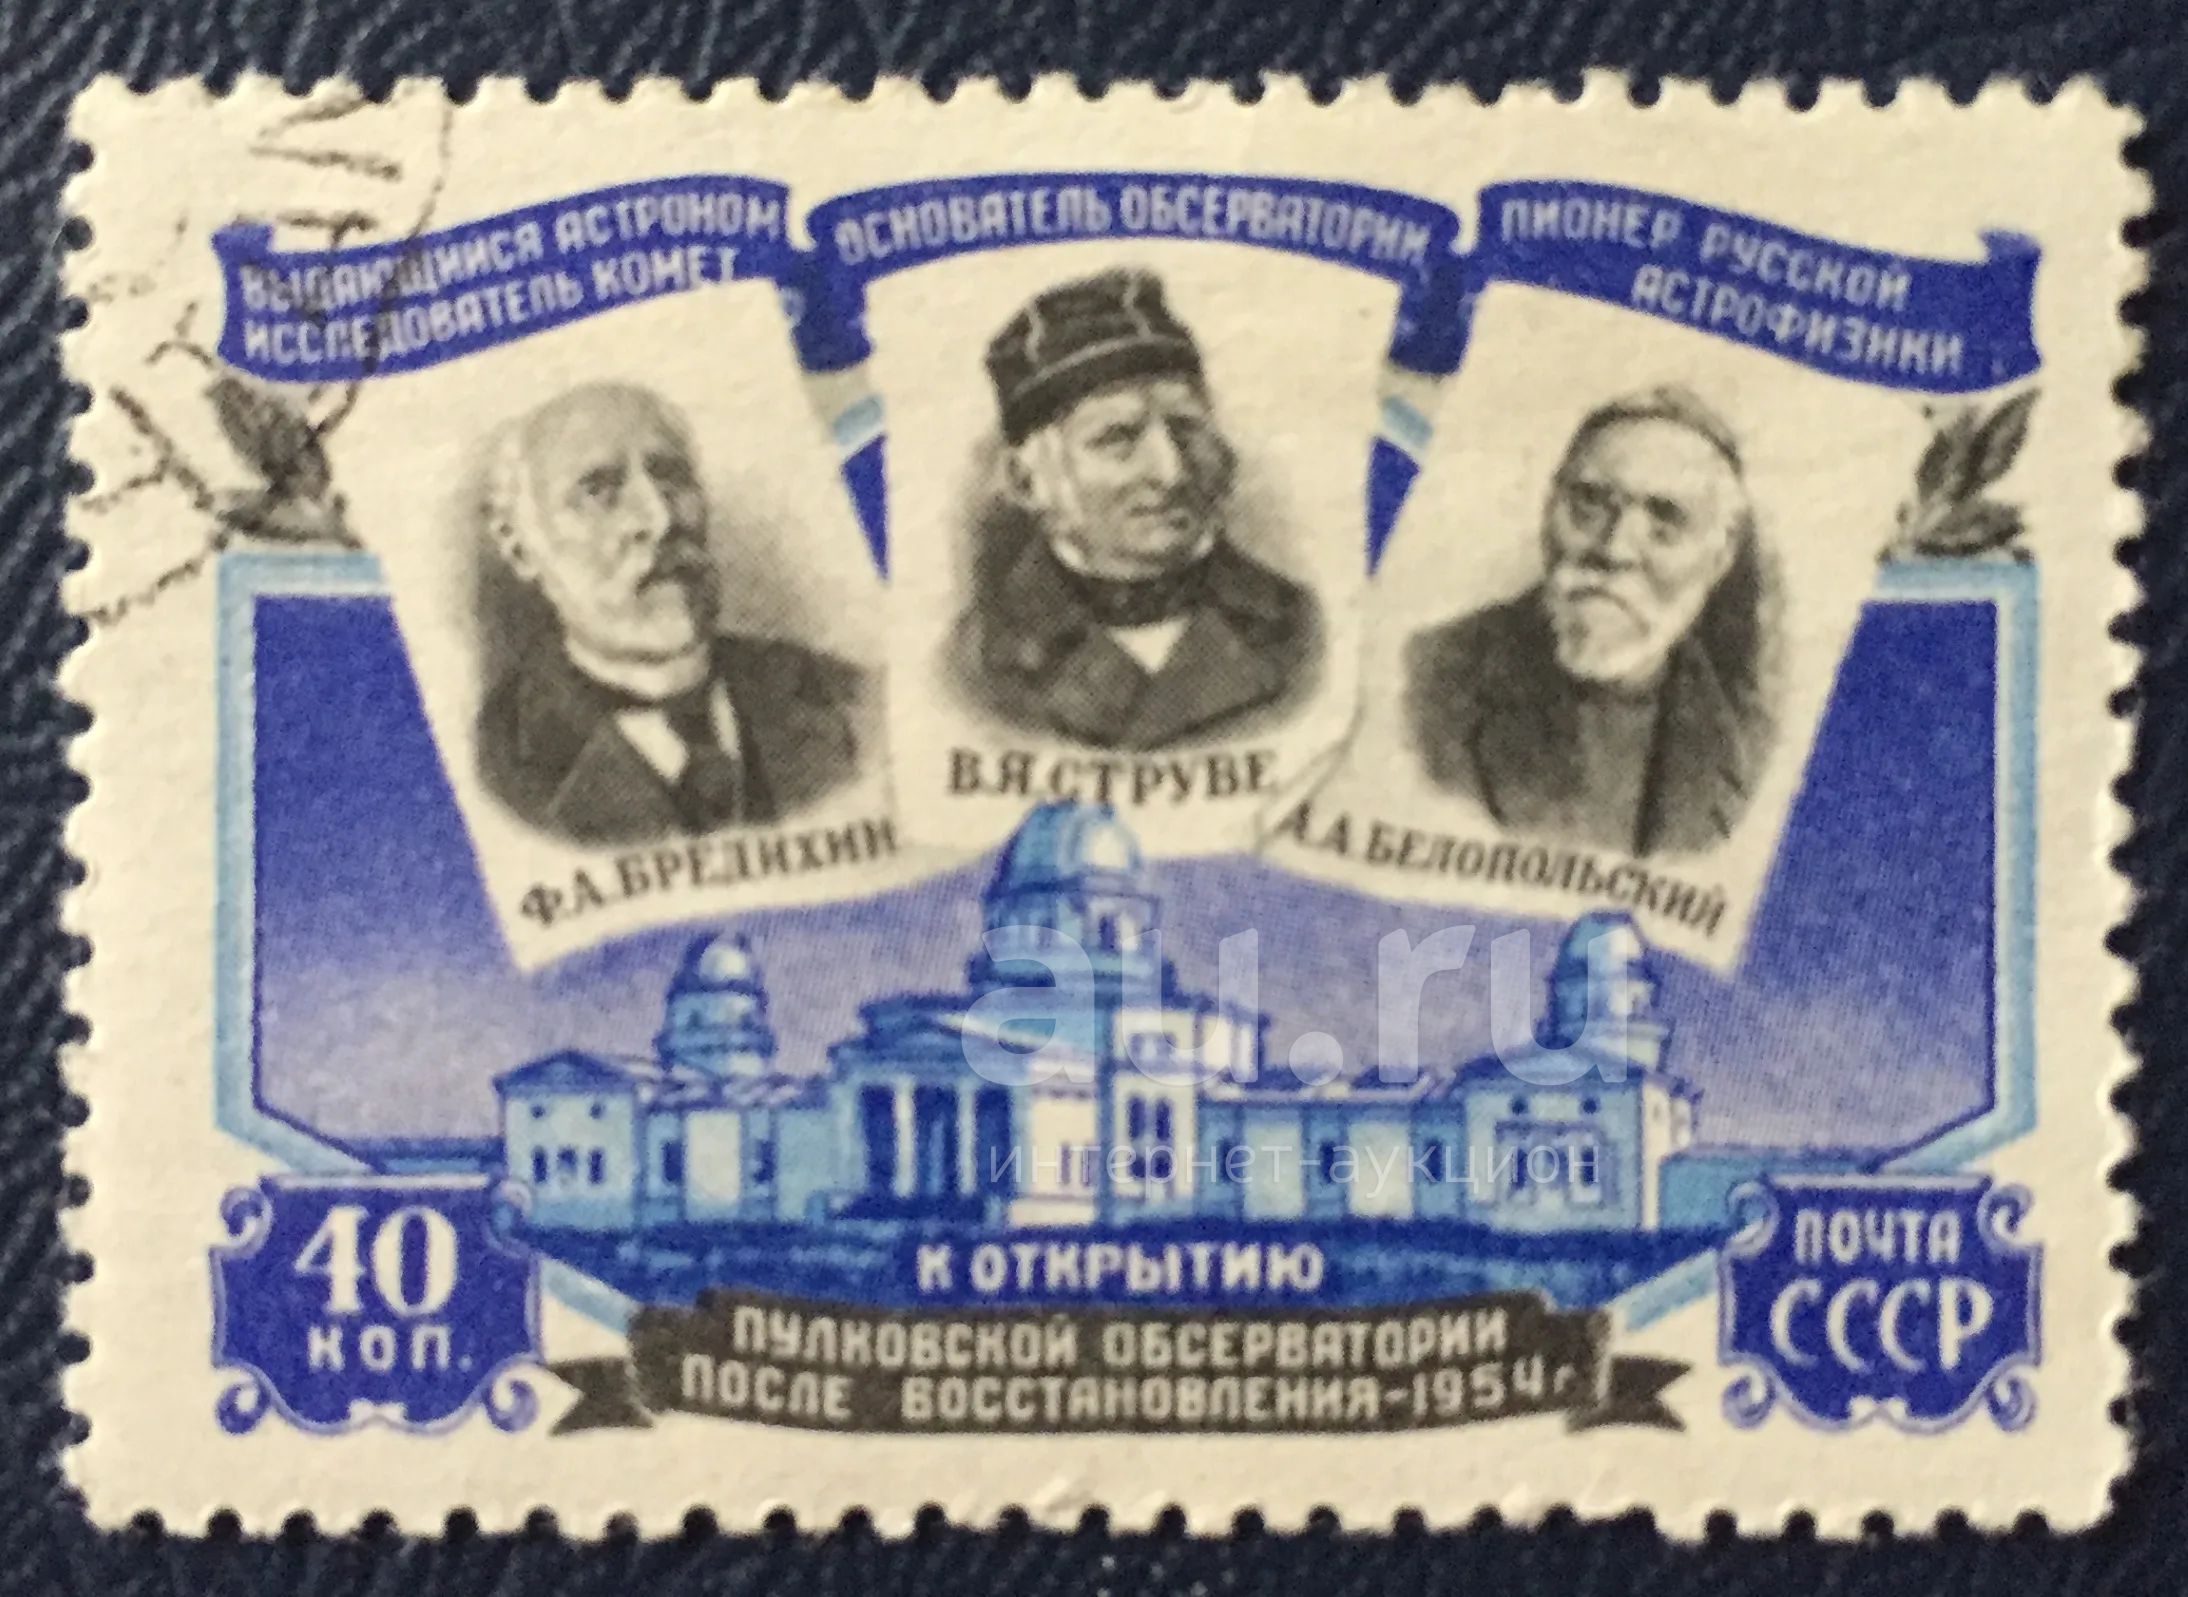 ВЫДАЮЩИЙСЯ АСТРОНОМ
ИССЛЕДОВАТЕЛЬ КОМЕТ
ОСНОВАТЕЛЬ ОБСЕРВАТОРИИ
ПИОНЕР РУССКОЙ
АСТРОФИЗИКИ
Ф.А.БРЕДИХИН
В.Я.СТРУВЕ
А.А.БЕЛОПОЛЬСКИЙ
au.ru
интернет-аукцион
К ОТКРЫТИЮ
ПУЛКОВСКОЙ ОБСЕРВАТОРИИ
ПОСЛЕ ВОССТАНОВЛЕНИЯ-1954г.
40
КОП.
ПОЧТА
СССР